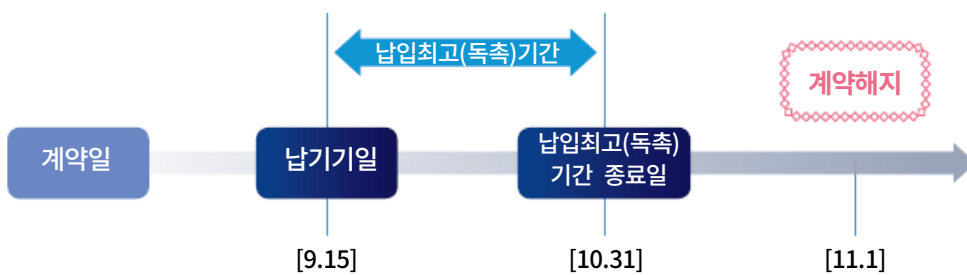 납입최고(독촉)기간
계약해지
계약일
납기기일
납입최고(독촉)
기간 종료일
[9.15]
[10.31]
[11.1]